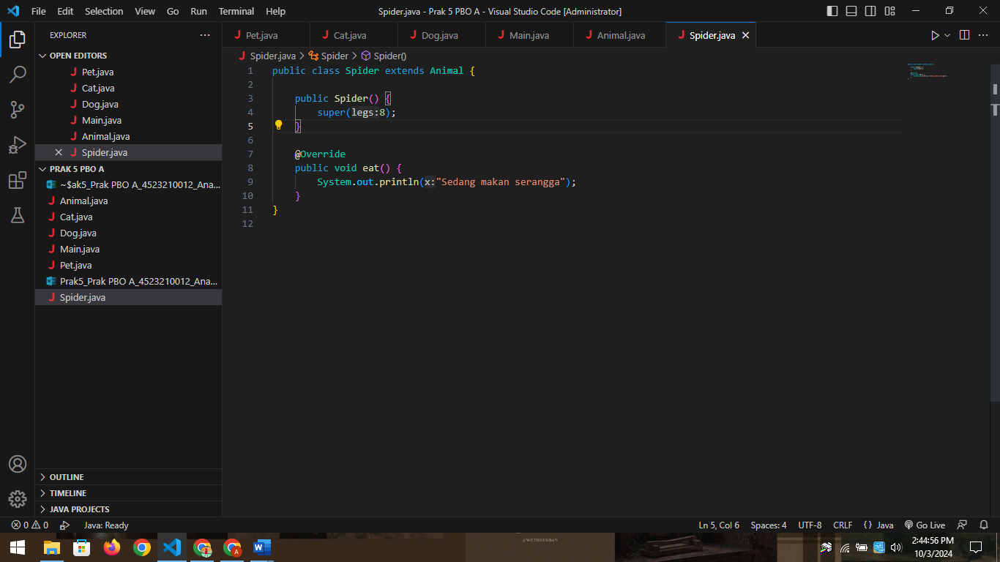 File Edit Selection View Go Run Terminal Help
Spider.java - Prak 5 PBO A - Visual Studio Code [Administrator]
EXPLORER
Pet.java Cat.java Dog.java Main.java Animal.java Spider.java
OPEN EDITORS
Pet.java
Cat.java
Dog.java
Main.java
Animal.java
Spider.java
PRAK 5 PBO A
~$ak5_Prak PBO A_4523210012_Ana...
Animal.java
Cat.java
Dog.java
Main.java
Pet.java
Prak5_Prak PBO A_4523210012_Ana...
Spider.java
OUTLINE
TIMELINE
JAVA PROJECTS
Spider.java > Spider > Spider()
1 public class Spider extends Animal {
2
3 public Spider() {
4 super(legs:8);
5 }
6
7 @Override
8 public void eat() {
9 System.out.println(x:"Sedang makan serangga");
10 }
11 }
12
0 0 Java: Ready
Ln 5, Col 6 Spaces: 4 UTF-8 CRLF {} Java Go Live
@WETHEURBAN
2:44:56 PM
10/3/2024